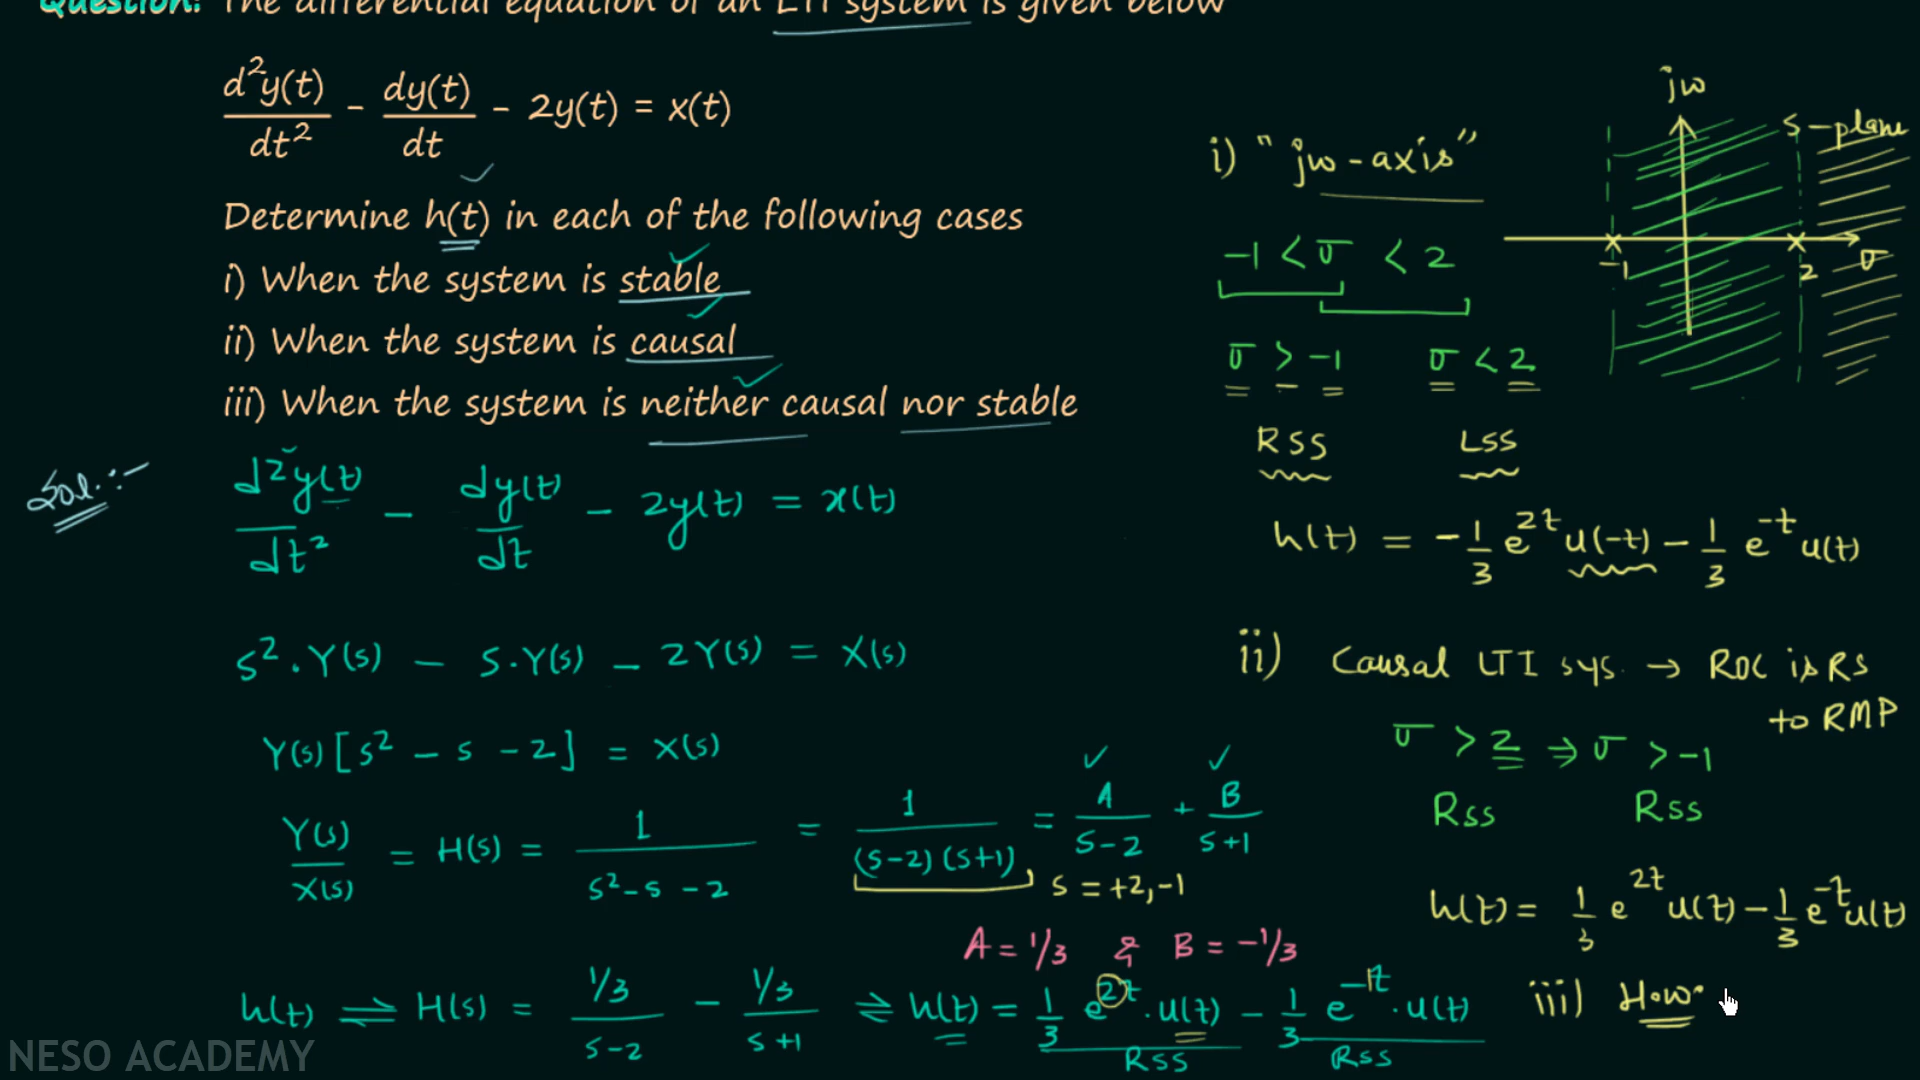 Question: The differential equation of an LTI system is given below
d²y(t)/dt² - dy(t)/dt - 2y(t) = x(t)
Determine h(t) in each of the following cases
i) When the system is stable
ii) When the system is causal
iii) When the system is neither causal nor stable
Sol.:-
d²y(t)/dt² - dy(t)/dt - 2y(t) = x(t)
s².Y(s) - s.Y(s) - 2Y(s) = X(s)
Y(s)[s² - s - 2] = X(s)
Y(s)/X(s) = H(s) = 1/(s² - s - 2) = 1/((s-2)(s+1)) = A/(s-2) + B/(s+1)
s = +2, -1
A = 1/3 & B = -1/3
h(t) ⇌ H(s) = (1/3)/(s-2) - (1/3)/(s+1) ⇌ h(t) = 1/3 e^2t . u(t) - 1/3 e^-1t . u(t)
RSS RSS
i) "jω-axis"
-1 < σ < 2
σ > -1 σ < 2
RSS LSS
h(t) = -1/3 e^2t u(-t) - 1/3 e^-t u(t)
jω
s-plane
-1 2 σ
ii) Causal LTI sys. → ROC is RS
to RMP
σ > 2 ⇒ σ > -1
RSS RSS
h(t) = 1/3 e^2t u(t) - 1/3 e^-t u(t)
iii) How.
NESO ACADEMY